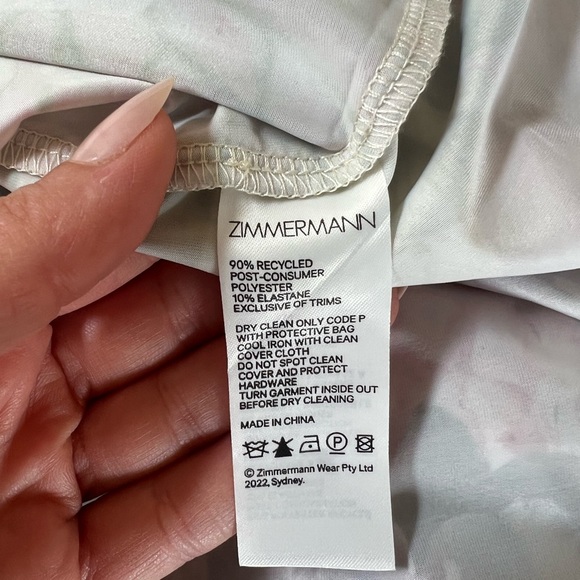 ZIMMERMANN
90% RECYCLED
POST-CONSUMER
POLYESTER
10% ELASTANE
EXCLUSIVE OF TRIMS
DRY CLEAN ONLY CODE P
WITH PROTECTIVE BAG
COOL IRON WITH CLEAN
COVER CLOTH
DO NOT SPOT CLEAN
COVER AND PROTECT
HARDWARE
TURN GARMENT INSIDE OUT
BEFORE DRY CLEANING
MADE IN CHINA
P
© Zimmermann Wear Pty Ltd
2022, Sydney.